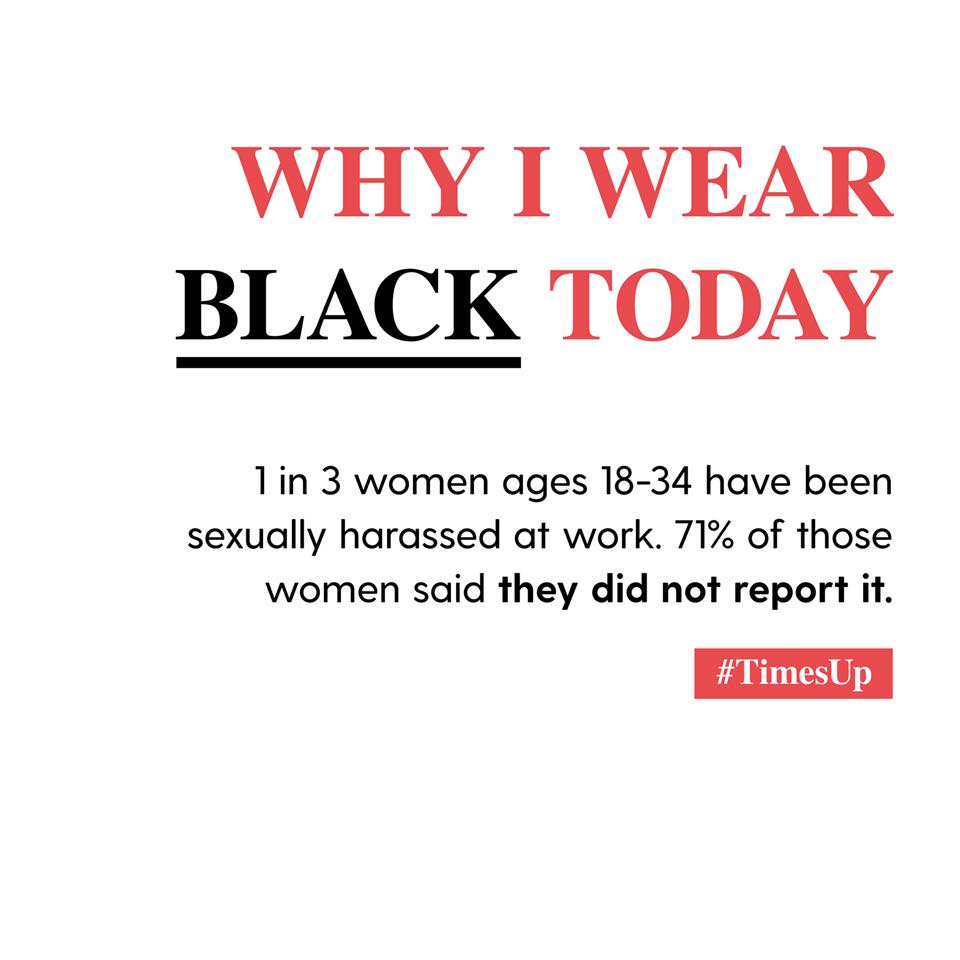 WHY I WEAR
BLACK TODAY
1 in 3 women ages 18-34 have been
sexually harassed at work. 71% of those
women said they did not report it.
#TimesUp